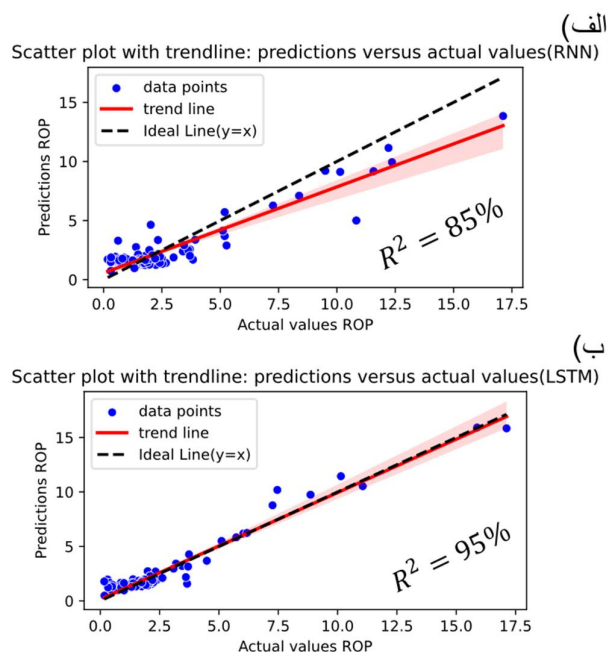 الف)
Scatter plot with trendline: predictions versus actual values(RNN)
data points
trend line
Ideal Line(y=x)
Predictions ROP
15
10
5
0
R² = 85%
0.0 2.5 5.0 7.5 10.0 12.5 15.0 17.5
Actual values ROP
ب)
Scatter plot with trendline: predictions versus actual values(LSTM)
data points
trend line
Ideal Line(y=x)
Predictions ROP
15
10
5
0
R² = 95%
0.0 2.5 5.0 7.5 10.0 12.5 15.0 17.5
Actual values ROP